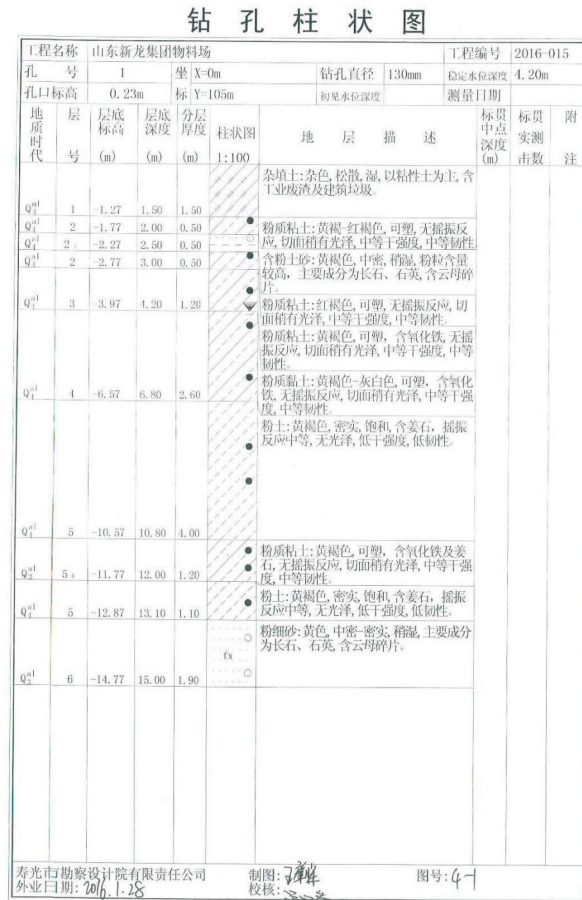 钻孔柱状图
工程名称 山东新龙集团物料场 工程编号 2016-015
孔号 1 坐 X=0m 钻孔直径 130mm 稳定水位深度 4.20m
孔口标高 0.23m 标 Y=105m 初见水位深度 测量日期
地质时代 层号 层底标高(m) 层底深度(m) 分层厚度(m) 柱状图 1:100 地层描述 标贯中点深度(m) 标贯实测击数 附注
杂填土:杂色,松散,湿,以粘性土为主,含
工业废渣及建筑垃圾。
1 -1.27 1.50 1.50
粉质粘土:黄褐-红褐色,可塑,无摇振反
2 -1.77 2.00 0.50
应,切面稍有光泽,中等干强度,中等韧性
2 -2.27 2.50 0.50
含粉土砂:黄褐色,中密,稍湿,粉粒含量
2 -2.77 3.00 0.50
较高,主要成分为长石、石英,含云母碎
片。
3 -3.97 4.20 1.20
粉质粘土:红褐色,可塑,无摇振反应,切
面稍有光泽,中等干强度,中等韧性。
粉质粘土:黄褐色,可塑,含氧化铁,无摇
振反应,切面稍有光泽,中等干强度,中等
韧性。
粉质黏土:黄褐色-灰白色,可塑,含氧化
4 -6.57 6.80 2.60
铁,无摇振反应,切面稍有光泽,中等干强
度,中等韧性。
粉土:黄褐色,密实,饱和,含姜石,摇振
反应中等,无光泽,低干强度,低韧性。
5 -10.57 10.80 4.00
粉质粘土:黄褐色,可塑,含氧化铁及姜
石,无摇振反应,切面稍有光泽,中等干强
5 -11.77 12.00 1.20
度,中等韧性。
粉土:黄褐色,密实,饱和,含姜石,摇振
5 -12.87 13.10 1.10
反应中等,无光泽,低干强度,低韧性。
粉细砂:黄色,中密-密实,稍湿,主要成分
为长石、石英,含云母碎片。
fx
6 -14.77 15.00 1.90
寿光市勘察设计院有限责任公司 制图: 图号:4-1
外业日期:2016.1.28 校核: